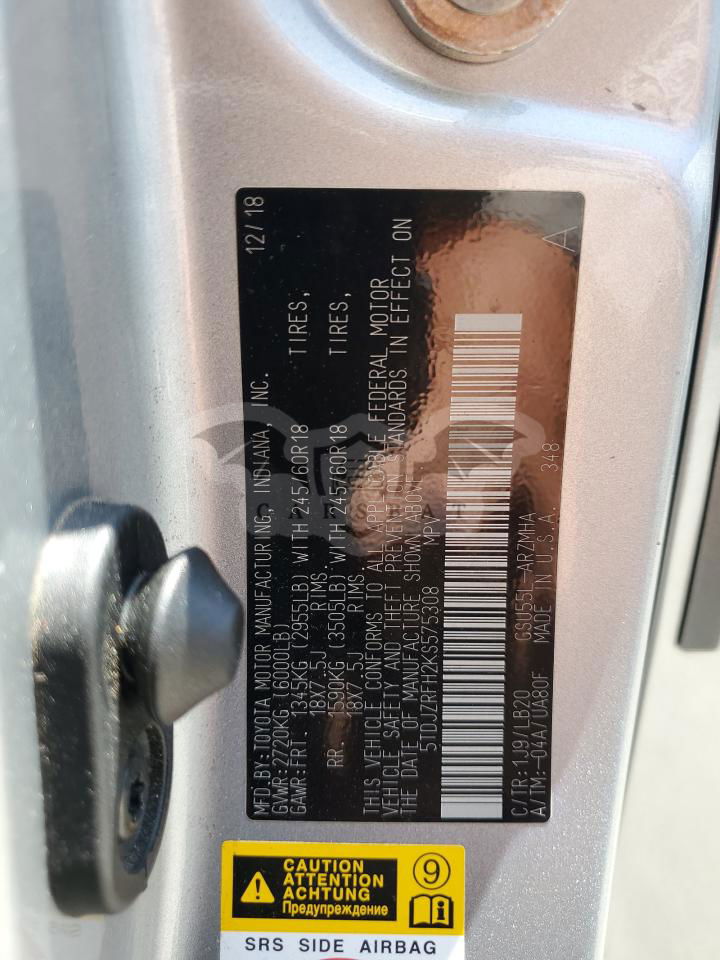 MFD.BY:TOYOTA MOTOR MANUFACTURING, INDIANA, INC. 12/18
GVWR:2720KG (6000LB)
GAWR:FRT. 1345KG (2955LB) WITH 245/60R18 TIRES,
18X7.5J RIMS
RR. 1590KG (3505LB) WITH 245/60R18 TIRES,
18X7.5J RIMS
THIS VEHICLE CONFORMS TO ALL APPLICABLE FEDERAL MOTOR
VEHICLE SAFETY AND THEFT PREVENTION STANDARDS IN EFFECT ON
THE DATE OF MANUFACTURE SHOWN ABOVE.
5TDJZRFH2KS575308 MPV
C/TR:1J9/LB20 GSU55L-ARZMHA A
A/TM:-04A/UA80F MADE IN U.S.A. 348
CAUTION
ATTENTION
ACHTUNG
Предупреждение
9
SRS SIDE AIRBAG